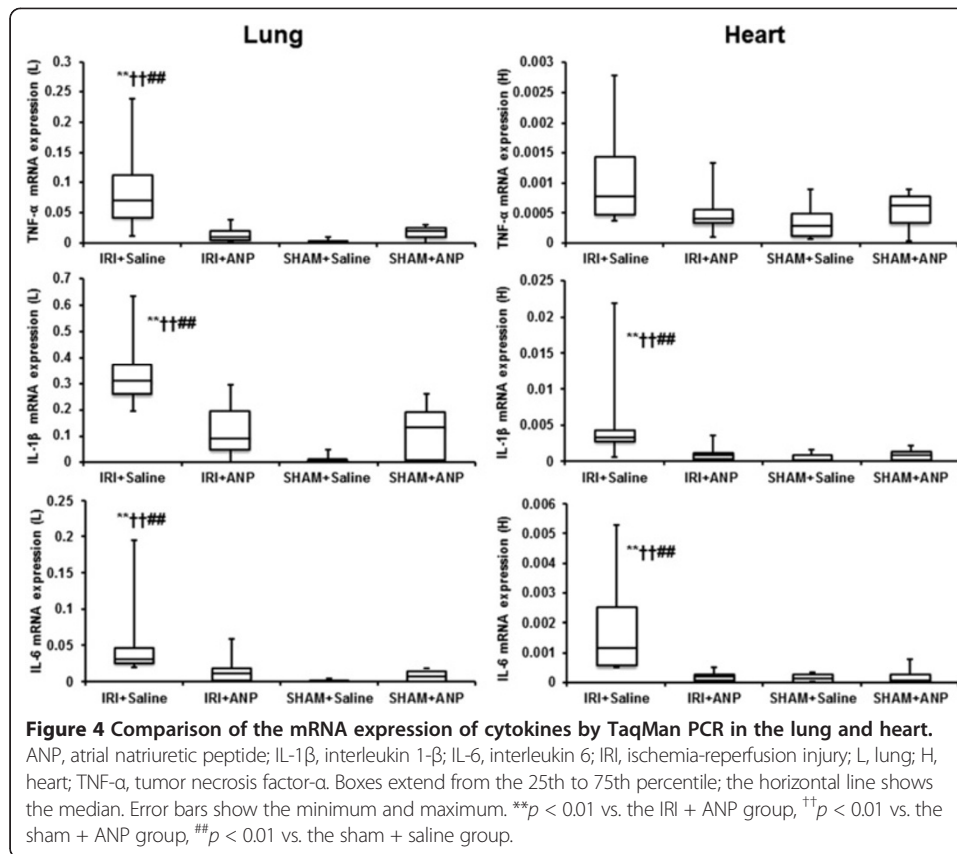 Lung
Heart
TNF-α mRNA expression (L)
0.3
0.25
0.2
0.15
0.1
0.05
0
**††##
IRI+Saline IRI+ANP SHAM+Saline SHAM+ANP
TNF-α mRNA expression (H)
0.003
0.0025
0.002
0.0015
0.001
0.0005
0
IRI+Saline IRI+ANP SHAM+Saline SHAM+ANP
IL-1β mRNA expression (L)
0.7
0.6
0.5
0.4
0.3
0.2
0.1
0
**††##
IRI+Saline IRI+ANP SHAM+Saline SHAM+ANP
IL-1β mRNA expression (H)
0.025
0.02
0.015
0.01
0.005
0
**††##
IRI+Saline IRI+ANP SHAM+Saline SHAM+ANP
IL-6 mRNA expression (L)
0.25
0.2
0.15
0.1
0.05
0
**††##
IRI+Saline IRI+ANP SHAM+Saline SHAM+ANP
IL-6 mRNA expression (H)
0.006
0.005
0.004
0.003
0.002
0.001
0
**††##
IRI+Saline IRI+ANP SHAM+Saline SHAM+ANP
Figure 4 Comparison of the mRNA expression of cytokines by TaqMan PCR in the lung and heart.
ANP, atrial natriuretic peptide; IL-1β, interleukin 1-β; IL-6, interleukin 6; IRI, ischemia-reperfusion injury; L, lung; H,
heart; TNF-α, tumor necrosis factor-α. Boxes extend from the 25th to 75th percentile; the horizontal line shows
the median. Error bars show the minimum and maximum. **p < 0.01 vs. the IRI + ANP group, ††p < 0.01 vs. the
sham + ANP group, ##p < 0.01 vs. the sham + saline group.